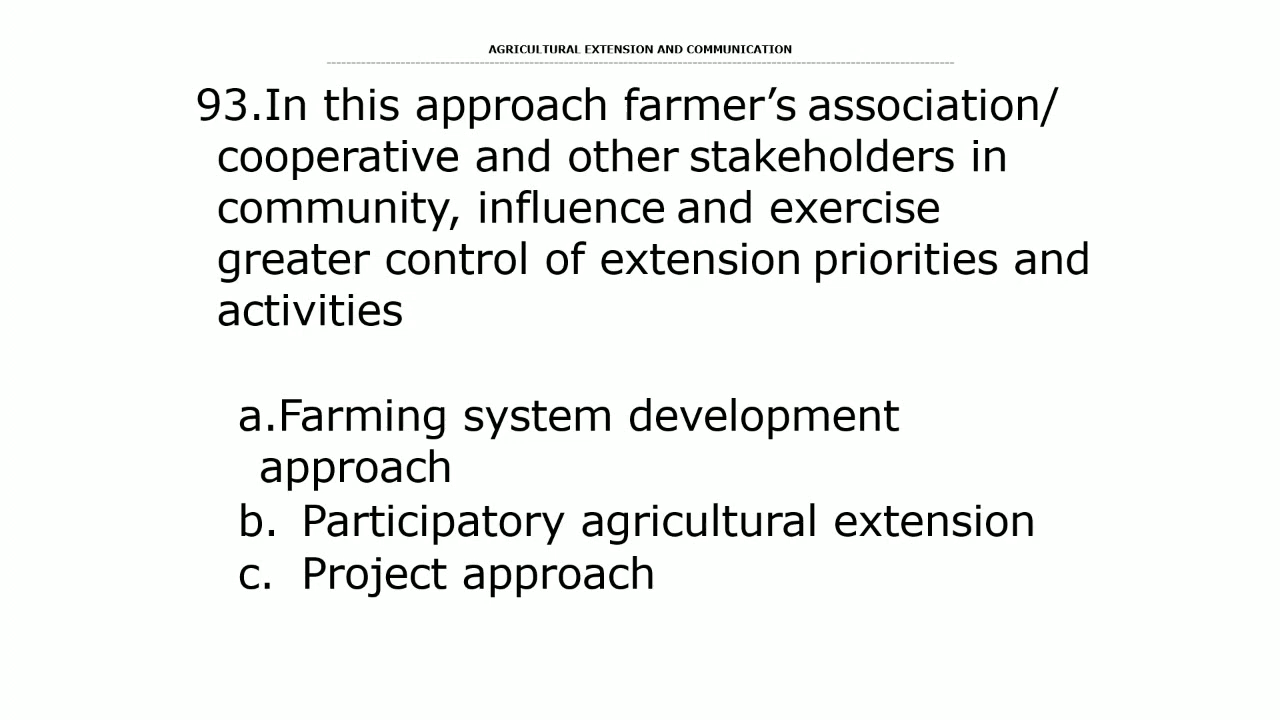 AGRICULTURAL EXTENSION AND COMMUNICATION
93.In this approach farmer’s association/
cooperative and other stakeholders in
community, influence and exercise
greater control of extension priorities and
activities
a.Farming system development
approach
b. Participatory agricultural extension
c. Project approach